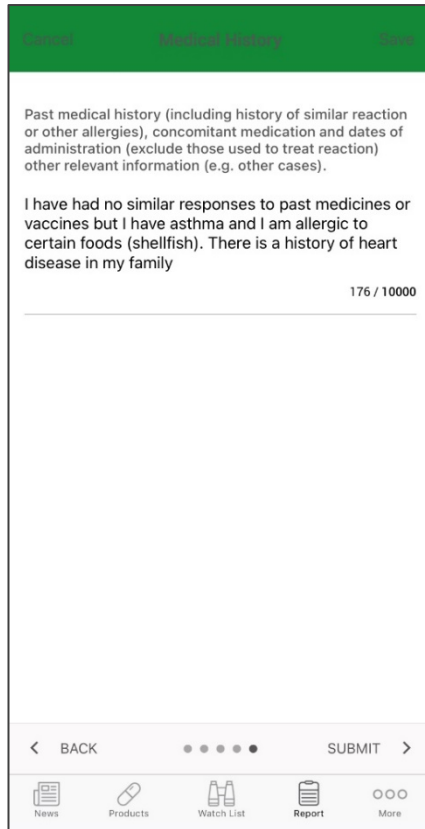 Cancel Medical History Save
Past medical history (including history of similar reaction
or other allergies), concomitant medication and dates of
administration (exclude those used to treat reaction)
other relevant information (e.g. other cases).
I have had no similar responses to past medicines or
vaccines but I have asthma and I am allergic to
certain foods (shellfish). There is a history of heart
disease in my family
176 / 10000
BACK SUBMIT
News Products Watch List Report More